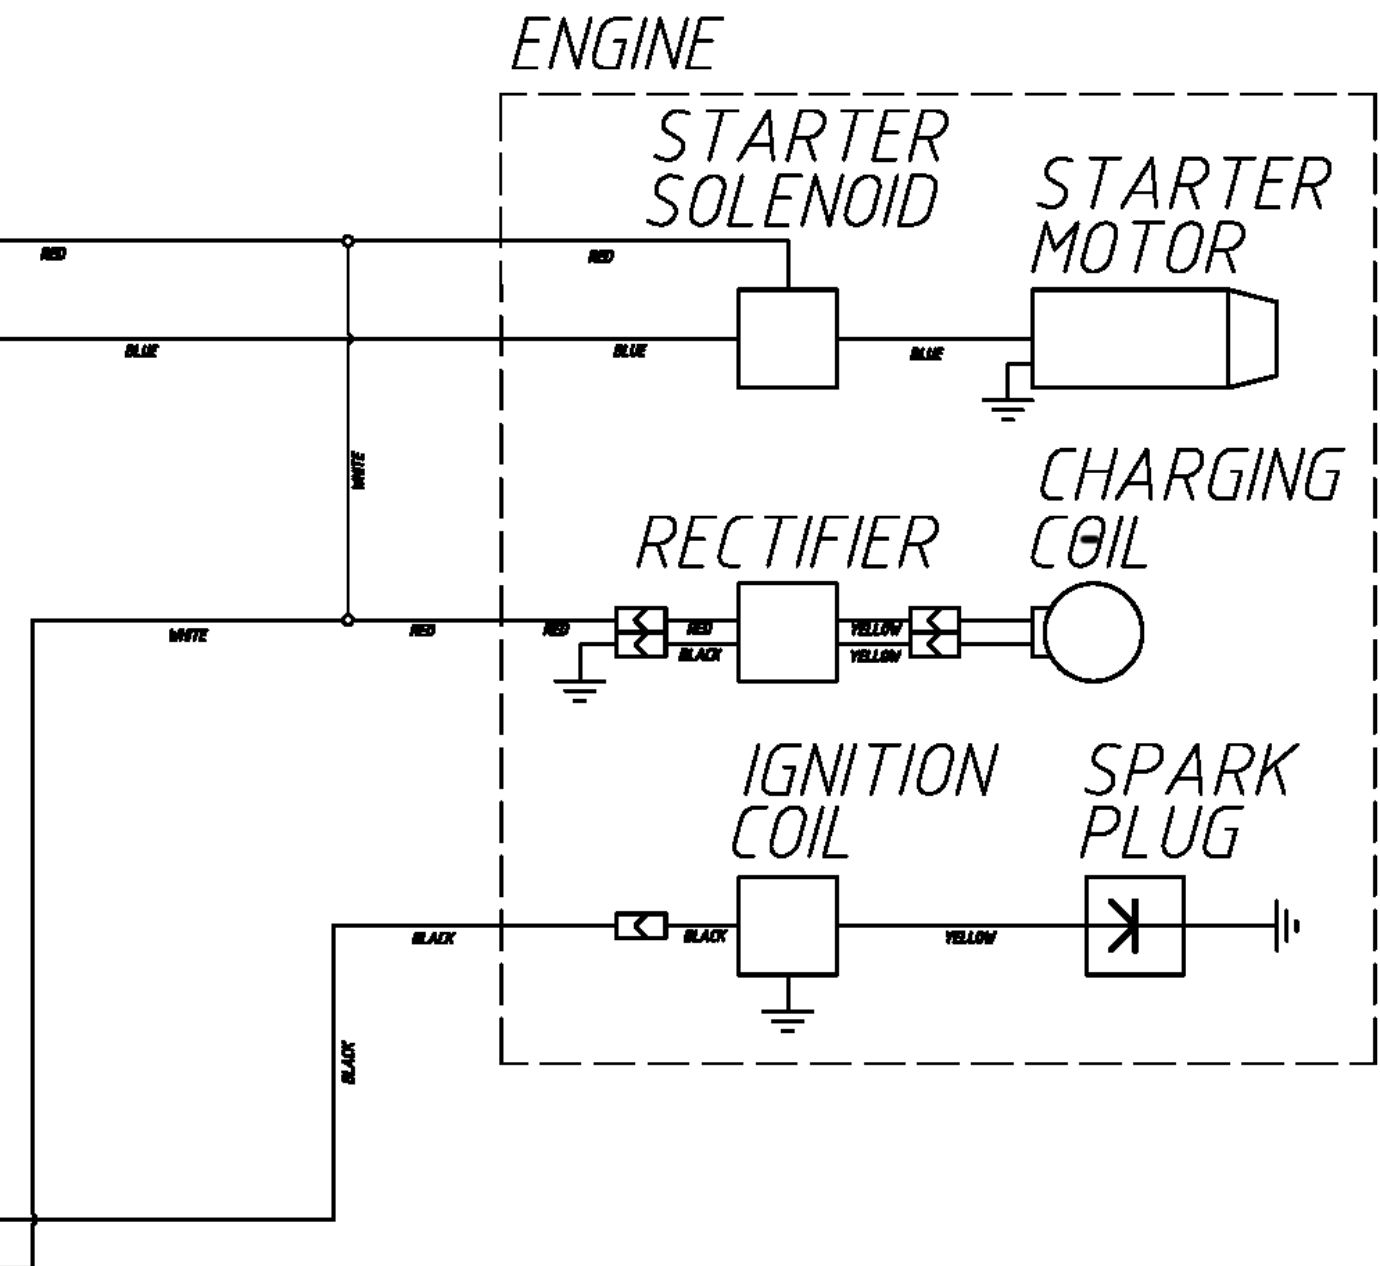 ENGINE
STARTER
SOLENOID
STARTER
MOTOR
RED
RED
BLUE
BLUE
BLUE
WHITE
CHARGING
COIL
RECTIFIER
WHITE
RED
RED
RED
BLACK
YELLOW
YELLOW
IGNITION
COIL
SPARK
PLUG
BLACK
BLACK
YELLOW
BLACK